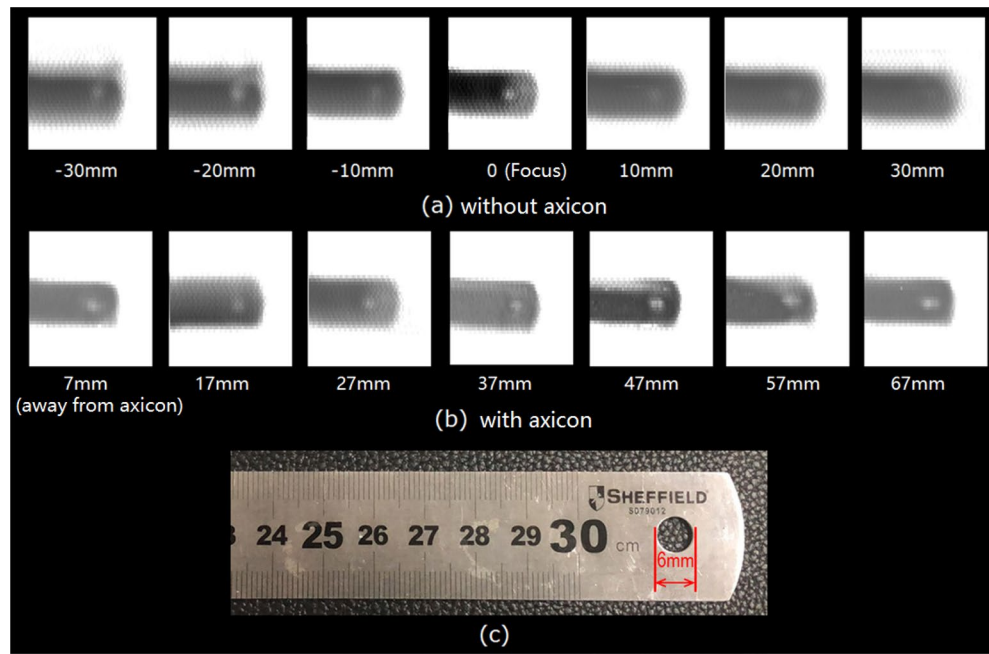 -30mm -20mm -10mm 0 (Focus) 10mm 20mm 30mm
(a) without axicon
7mm 17mm 27mm 37mm 47mm 57mm 67mm
(away from axicon)
(b) with axicon
SHEFFIELD
SD79012
24 25 26 27 28 29 30 cm
6mm
(c)